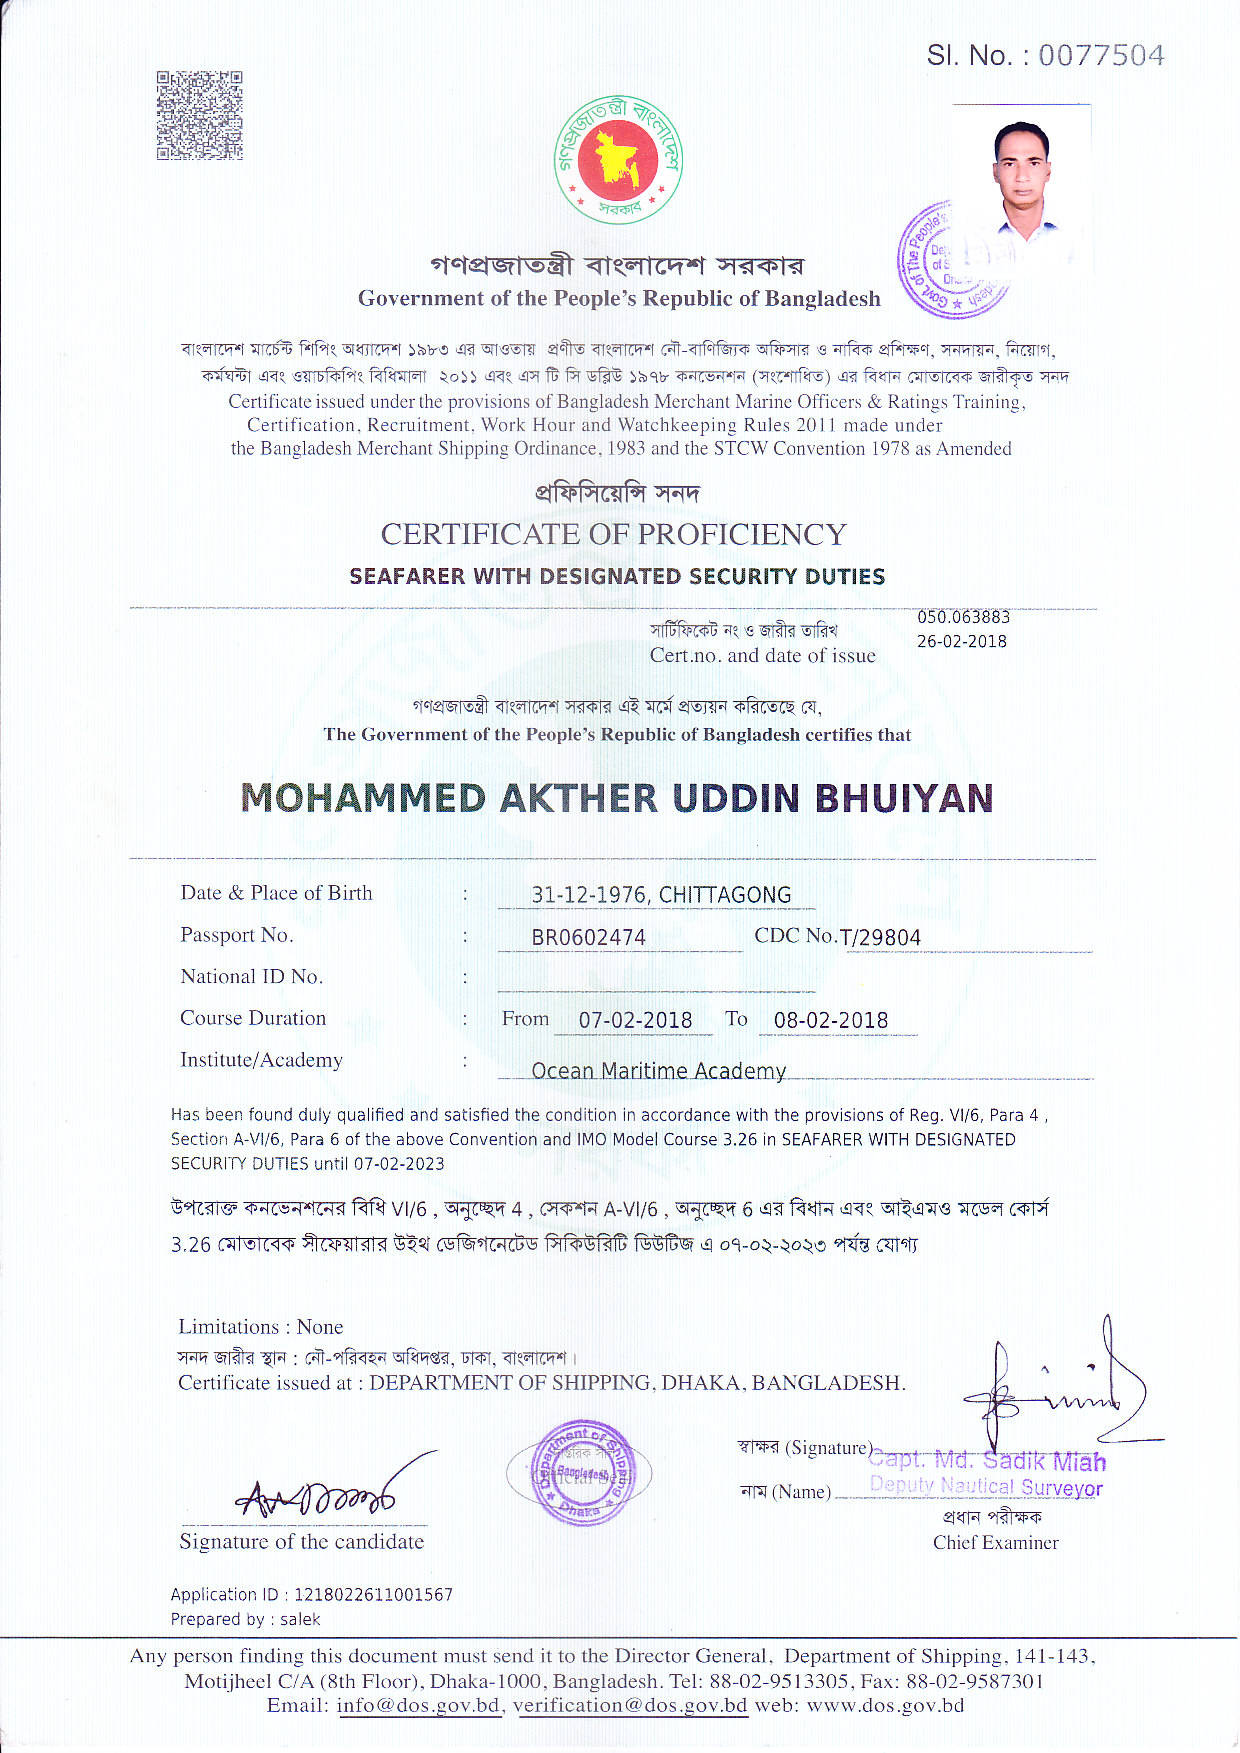 Sl. No. : 0077504
গণপ্রজাতন্ত্রী বাংলাদেশ
সরকার
গণপ্রজাতন্ত্রী বাংলাদেশ সরকার
Government of the People's Republic of Bangladesh
Govt. of The People's
বাংলাদেশ মার্চেন্ট শিপিং অধ্যাদেশ ১৯৮৩ এর আওতায় প্রণীত বাংলাদেশ নৌ-বাণিজ্যিক অফিসার ও নাবিক প্রশিক্ষণ, সনদায়ন, নিয়োগ,
কর্মঘন্টা এবং ওয়াচকিপিং বিধিমালা ২০১১ এবং এস টি সি ডব্লিউ ১৯৭৮ কনভেনশন (সংশোধিত) এর বিধান মোতাবেক জারীকৃত সনদ
Certificate issued under the provisions of Bangladesh Merchant Marine Officers & Ratings Training,
Certification, Recruitment, Work Hour and Watchkeeping Rules 2011 made under
the Bangladesh Merchant Shipping Ordinance, 1983 and the STCW Convention 1978 as Amended
প্রফিসিয়েন্সি সনদ
CERTIFICATE OF PROFICIENCY
SEAFARER WITH DESIGNATED SECURITY DUTIES
সার্টিফিকেট নং ও জারীর তারিখ 050.063883
Cert.no. and date of issue 26-02-2018
গণপ্রজাতন্ত্রী বাংলাদেশ সরকার এই মর্মে প্রত্যয়ন করিতেছে যে,
The Government of the People's Republic of Bangladesh certifies that
MOHAMMED AKTHER UDDIN BHUIYAN
Date & Place of Birth : 31-12-1976, CHITTAGONG
Passport No. : BR0602474 CDC No. T/29804
National ID No. :
Course Duration : From 07-02-2018 To 08-02-2018
Institute/Academy : Ocean Maritime Academy
Has been found duly qualified and satisfied the condition in accordance with the provisions of Reg. VI/6, Para 4 ,
Section A-VI/6, Para 6 of the above Convention and IMO Model Course 3.26 in SEAFARER WITH DESIGNATED
SECURITY DUTIES until 07-02-2023
উপরোক্ত কনভেনশনের বিধি VI/6 , অনুচ্ছেদ 4 , সেকশন A-VI/6 , অনুচ্ছেদ 6 এর বিধান এবং আইএমও মডেল কোর্স
3.26 মোতাবেক সীফেয়ারার উইথ ডেজিগনেটেড সিকিউরিটি ডিউটিজ এ ০৭-০২-২০২৩ পর্যন্ত যোগ্য
Limitations : None
সনদ জারীর স্থান : নৌ-পরিবহন অধিদপ্তর, ঢাকা, বাংলাদেশ।
Certificate issued at : DEPARTMENT OF SHIPPING, DHAKA, BANGLADESH.
স্বাক্ষর (Signature)
Capt. Md. Sadik Miah
নাম (Name) Deputy Nautical Surveyor
প্রধান পরীক্ষক
Chief Examiner
Department of Shipping
Bangladesh
Dhaka
Official Seal
Signature of the candidate
Application ID : 1218022611001567
Prepared by : salek
Any person finding this document must send it to the Director General, Department of Shipping, 141-143,
Motijheel C/A (8th Floor), Dhaka-1000, Bangladesh. Tel: 88-02-9513305, Fax: 88-02-9587301
Email: info@dos.gov.bd, verification@dos.gov.bd web: www.dos.gov.bd